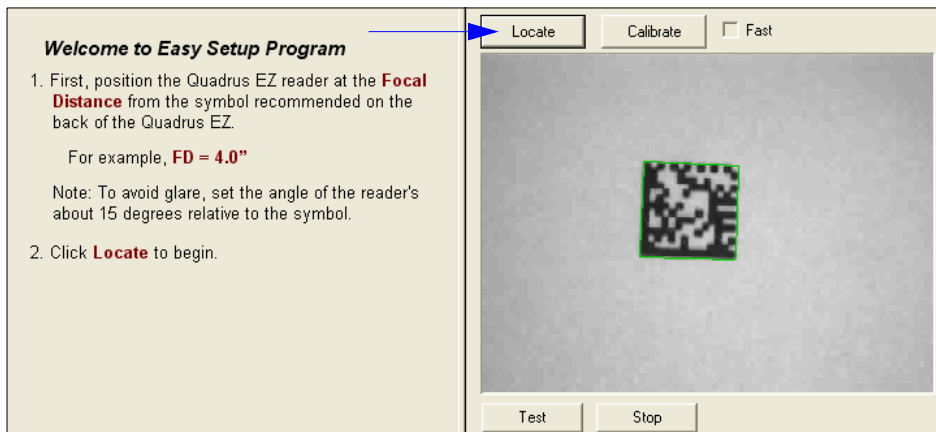 Welcome to Easy Setup Program
1. First, position the Quadrus EZ reader at the Focal
Distance from the symbol recommended on the
back of the Quadrus EZ.
For example, FD = 4.0”
Note: To avoid glare, set the angle of the reader's
about 15 degrees relative to the symbol.
2. Click Locate to begin.
Locate
Calibrate
Fast
Test
Stop